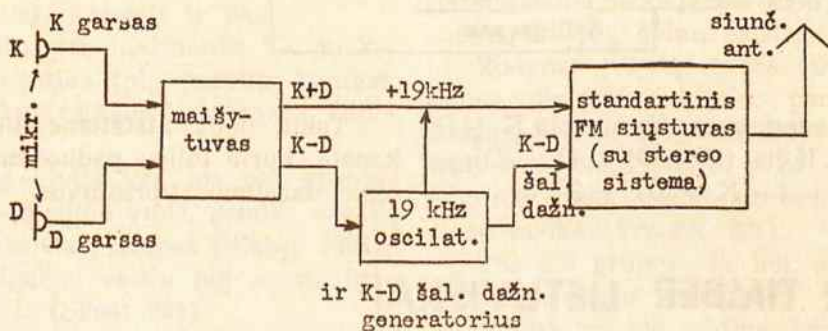 K garsas
K
mikr.
D
D garsas
maišy-
tuvas
K+D
K-D
+19kHz
19 kHz
oscilat.
ir K-D šal. dažn.
generatorius
K-D
šal.
dažn.
standartinis
FM siųstuvas
(su stereo
sistema)
siunč.
ant.